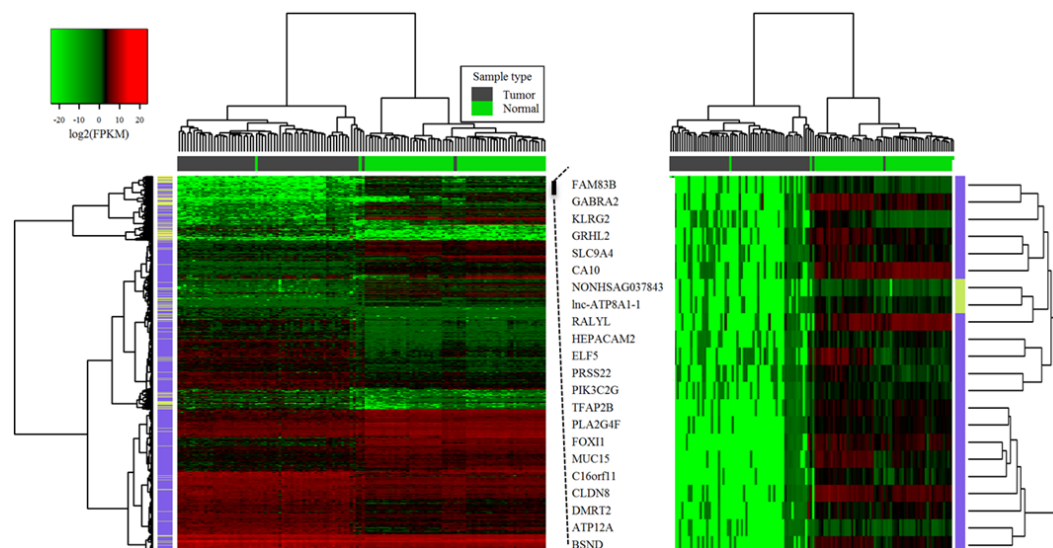 -20
-10
0
10
20
log2(FPKM)
Sample type
Tumor
Normal
FAM83B
GABRA2
KLRG2
GRHL2
SLC9A4
CA10
NONHSAG037843
lnc-ATP8A1-1
RALYL
HEPACAM2
ELF5
PRSS22
PIK3C2G
TFAP2B
PLA2G4F
FOXI1
MUC15
C16orf11
CLDN8
DMRT2
ATP12A
BSND